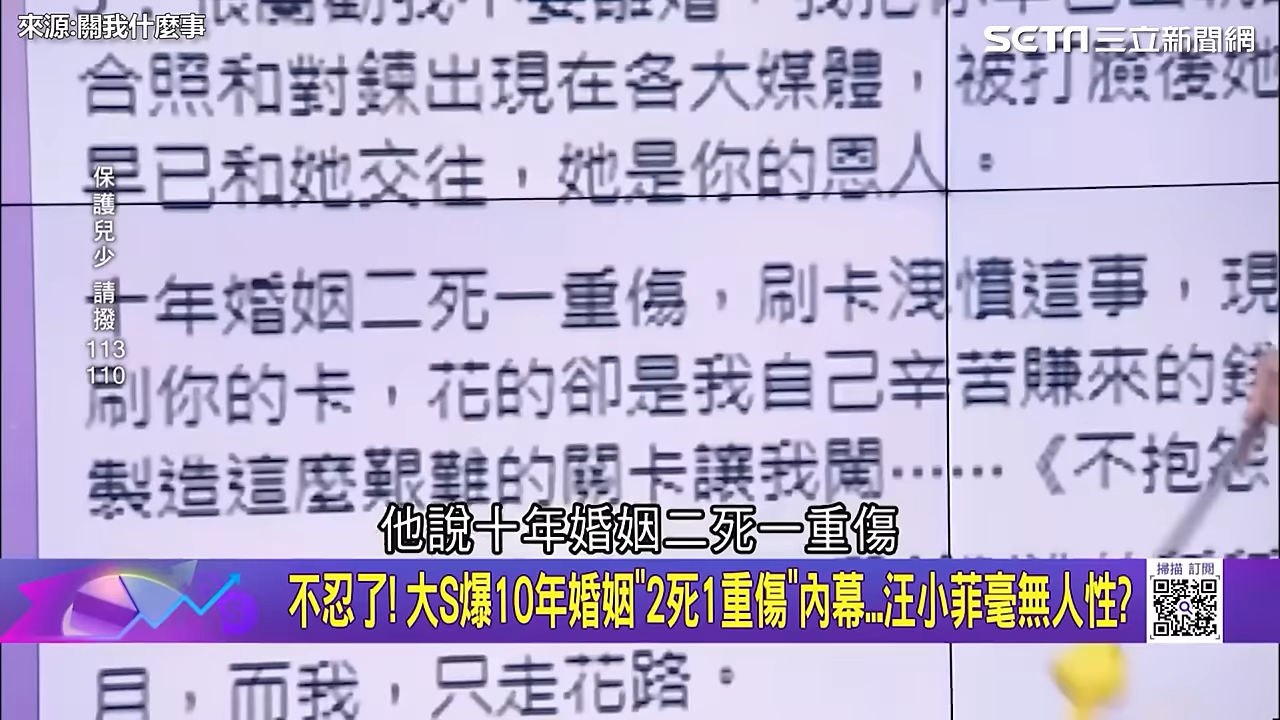 來源:關我什麼事
SETN三立新聞網
合照和對鍊出現在各大媒體，被打臉後她
早已和她交往，她是你的恩人。
十年婚姻二死一重傷，刷卡洩憤這事，現
刷你的卡，花的卻是我自己辛苦賺來的錢
製造這麼艱難的關卡讓我闖……《不抱怨
保護兒少 請撥
113
110
他說十年婚姻二死一重傷
掃描 訂閱
不忍了!大S爆10年婚姻"2死1重傷"內幕...汪小菲毫無人性?
月，而我，只走花路。